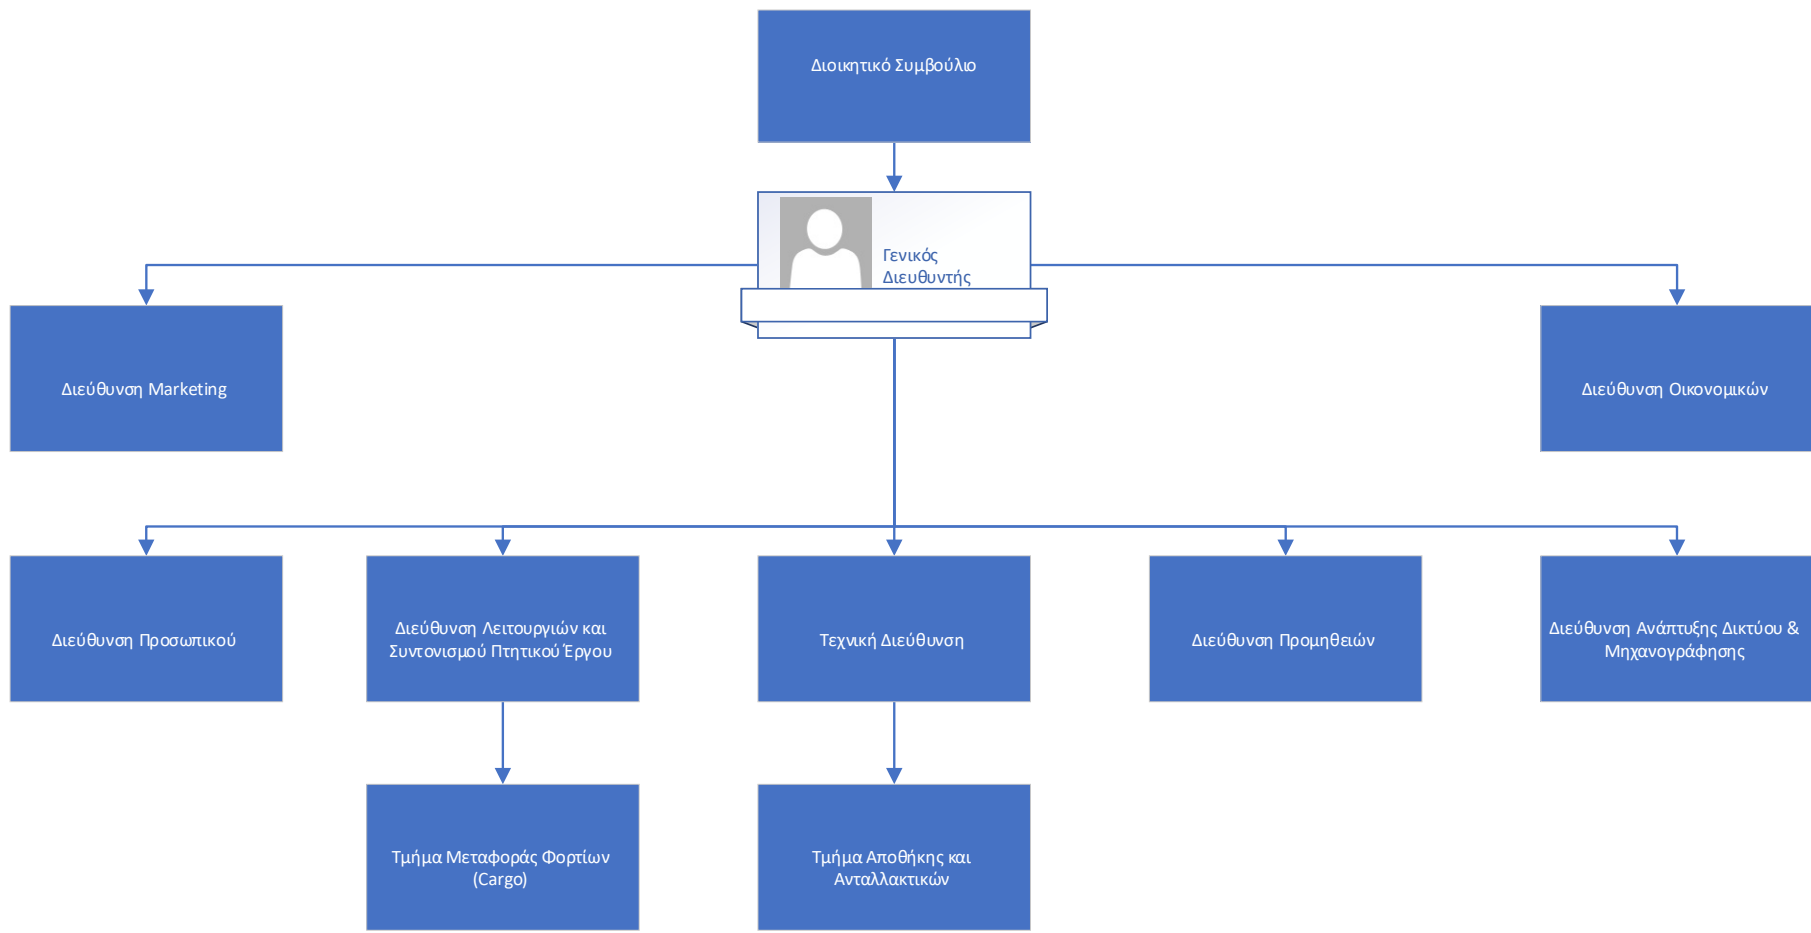 Διοικητικό Συμβούλιο
Γενικός
Διευθυντής
Διεύθυνση Marketing
Διεύθυνση Οικονομικών
Διεύθυνση Προσωπικού
Διεύθυνση Λειτουργιών και
Συντονισμού Πτητικού Έργου
Τεχνική Διεύθυνση
Διεύθυνση Προμηθειών
Διεύθυνση Ανάπτυξης Δικτύου &
Μηχανογράφησης
Τμήμα Μεταφοράς Φορτίων
(Cargo)
Τμήμα Αποθήκης και
Ανταλλακτικών